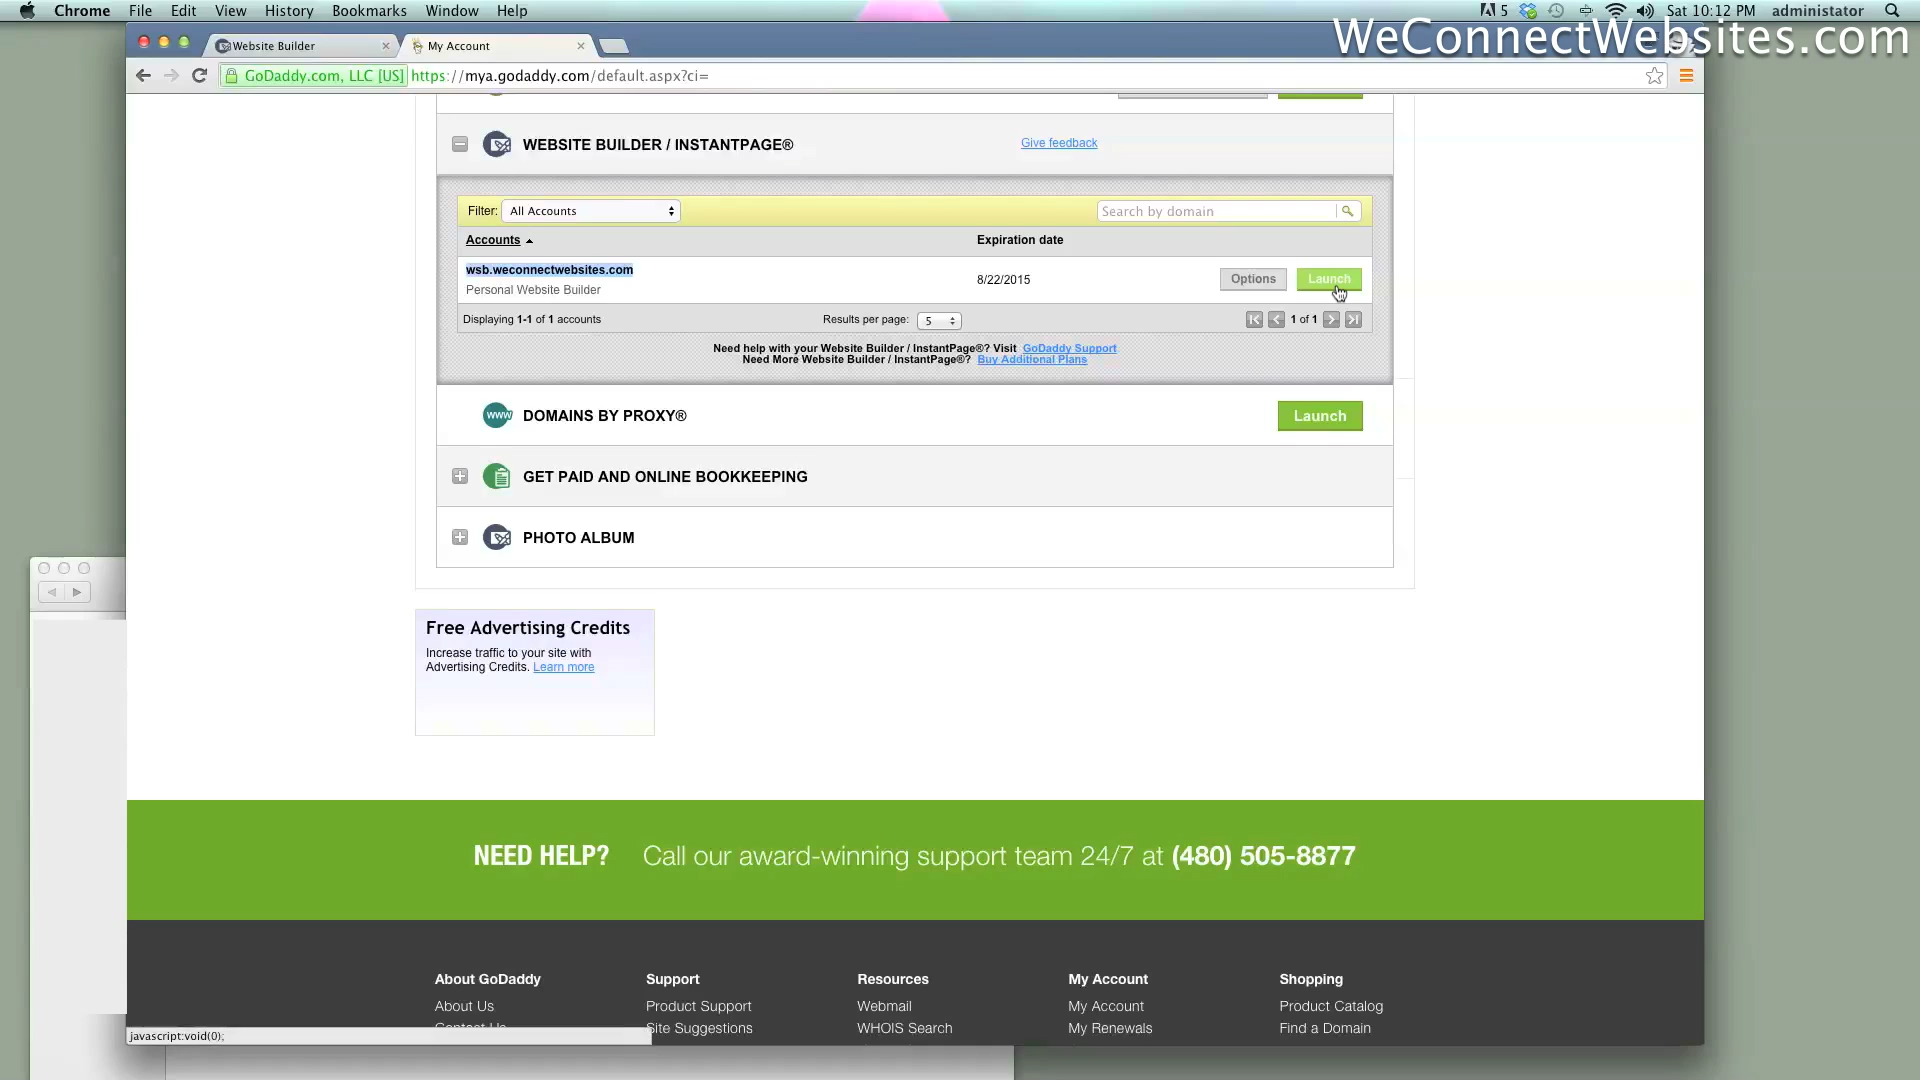 Chrome File Edit View History Bookmarks Window Help
5 Sat 10:12 PM administator
WeConnectWebsites.com
Website Builder
My Account
GoDaddy.com, LLC [US] https://mya.godaddy.com/default.aspx?ci=
WEBSITE BUILDER / INSTANTPAGE®
Give feedback
Filter: All Accounts
Search by domain
Accounts
Expiration date
wsb.weconnectwebsites.com
Personal Website Builder
8/22/2015
Options
Launch
Displaying 1-1 of 1 accounts
Results per page: 5
1 of 1
Need help with your Website Builder / InstantPage®? Visit GoDaddy Support
Need More Website Builder / InstantPage®? Buy Additional Plans
WWW
DOMAINS BY PROXY®
Launch
GET PAID AND ONLINE BOOKKEEPING
PHOTO ALBUM
Free Advertising Credits
Increase traffic to your site with
Advertising Credits. Learn more
NEED HELP? Call our award-winning support team 24/7 at (480) 505-8877
About GoDaddy
About Us
Contact Us
Support
Product Support
Site Suggestions
Resources
Webmail
WHOIS Search
My Account
My Account
My Renewals
Shopping
Product Catalog
Find a Domain
javascript:void(0);